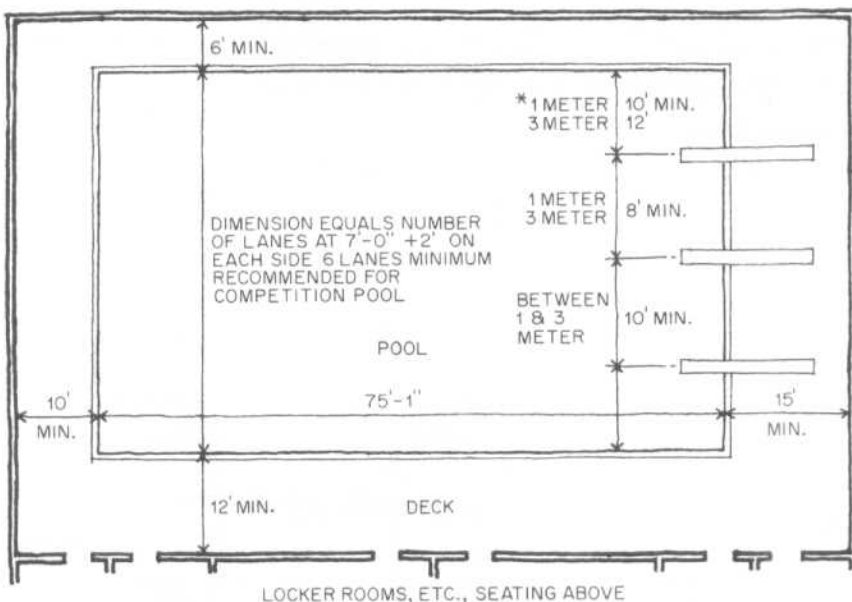 6' MIN.
*1 METER 10' MIN.
3 METER 12'
1 METER
3 METER 8' MIN.
DIMENSION EQUALS NUMBER
OF LANES AT 7'-0" +2' ON
EACH SIDE 6 LANES MINIMUM
RECOMMENDED FOR
COMPETITION POOL
BETWEEN
1 & 3 10' MIN.
METER
POOL
10'
MIN.
75'-1"
15'
MIN.
12' MIN.
DECK
LOCKER ROOMS, ETC., SEATING ABOVE